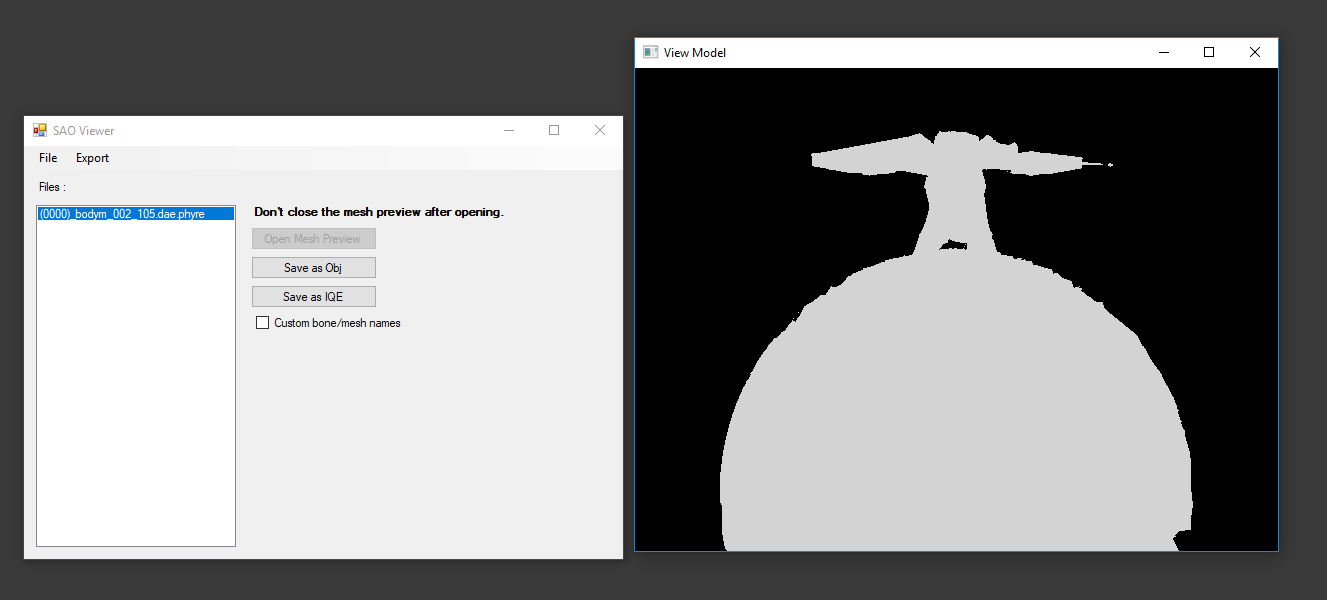 View Model
SAO Viewer
File Export
Files :
(0000)_bodym_002_105.dae.phyre
Don't close the mesh preview after opening.
Open Mesh Preview
Save as Obj
Save as IQE
Custom bone/mesh names